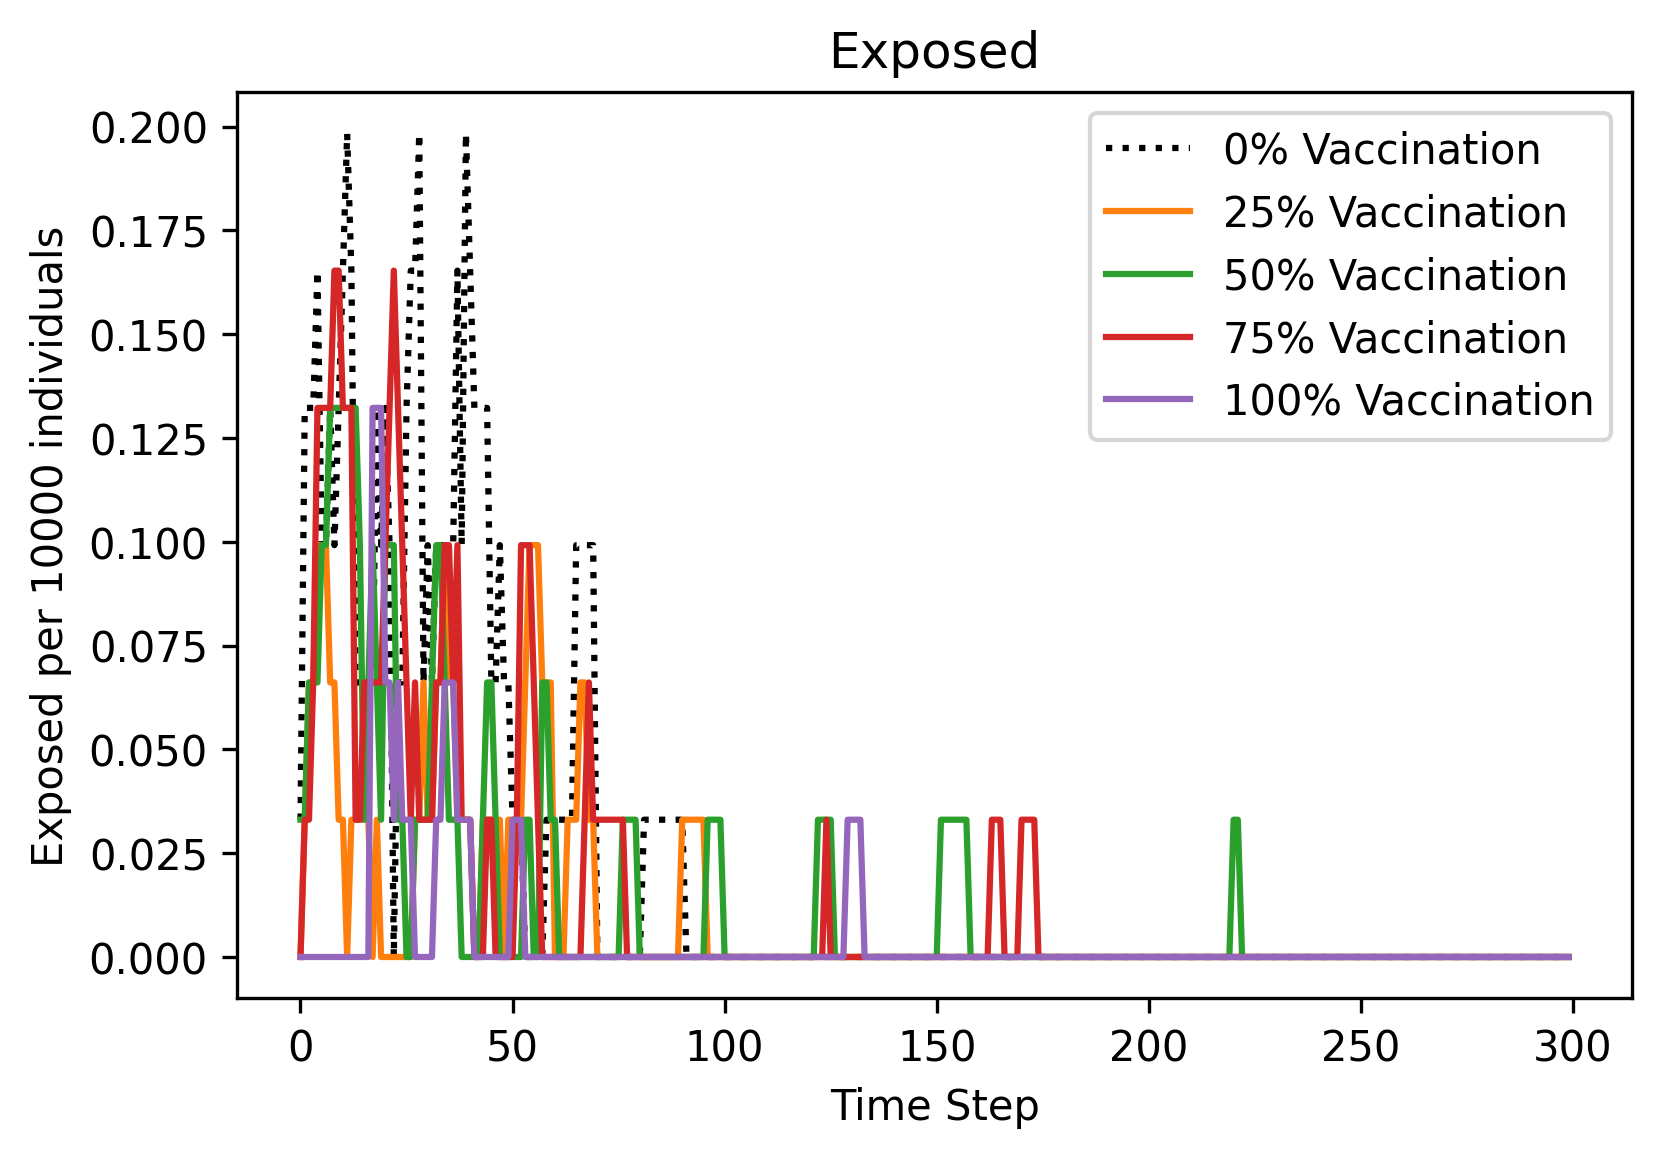 Exposed
0.200
0.175
0.150
0.125
0.100
0.075
0.050
0.025
0.000
Exposed per 10000 individuals
0% Vaccination
25% Vaccination
50% Vaccination
75% Vaccination
100% Vaccination
0 50 100 150 200 250 300
Time Step